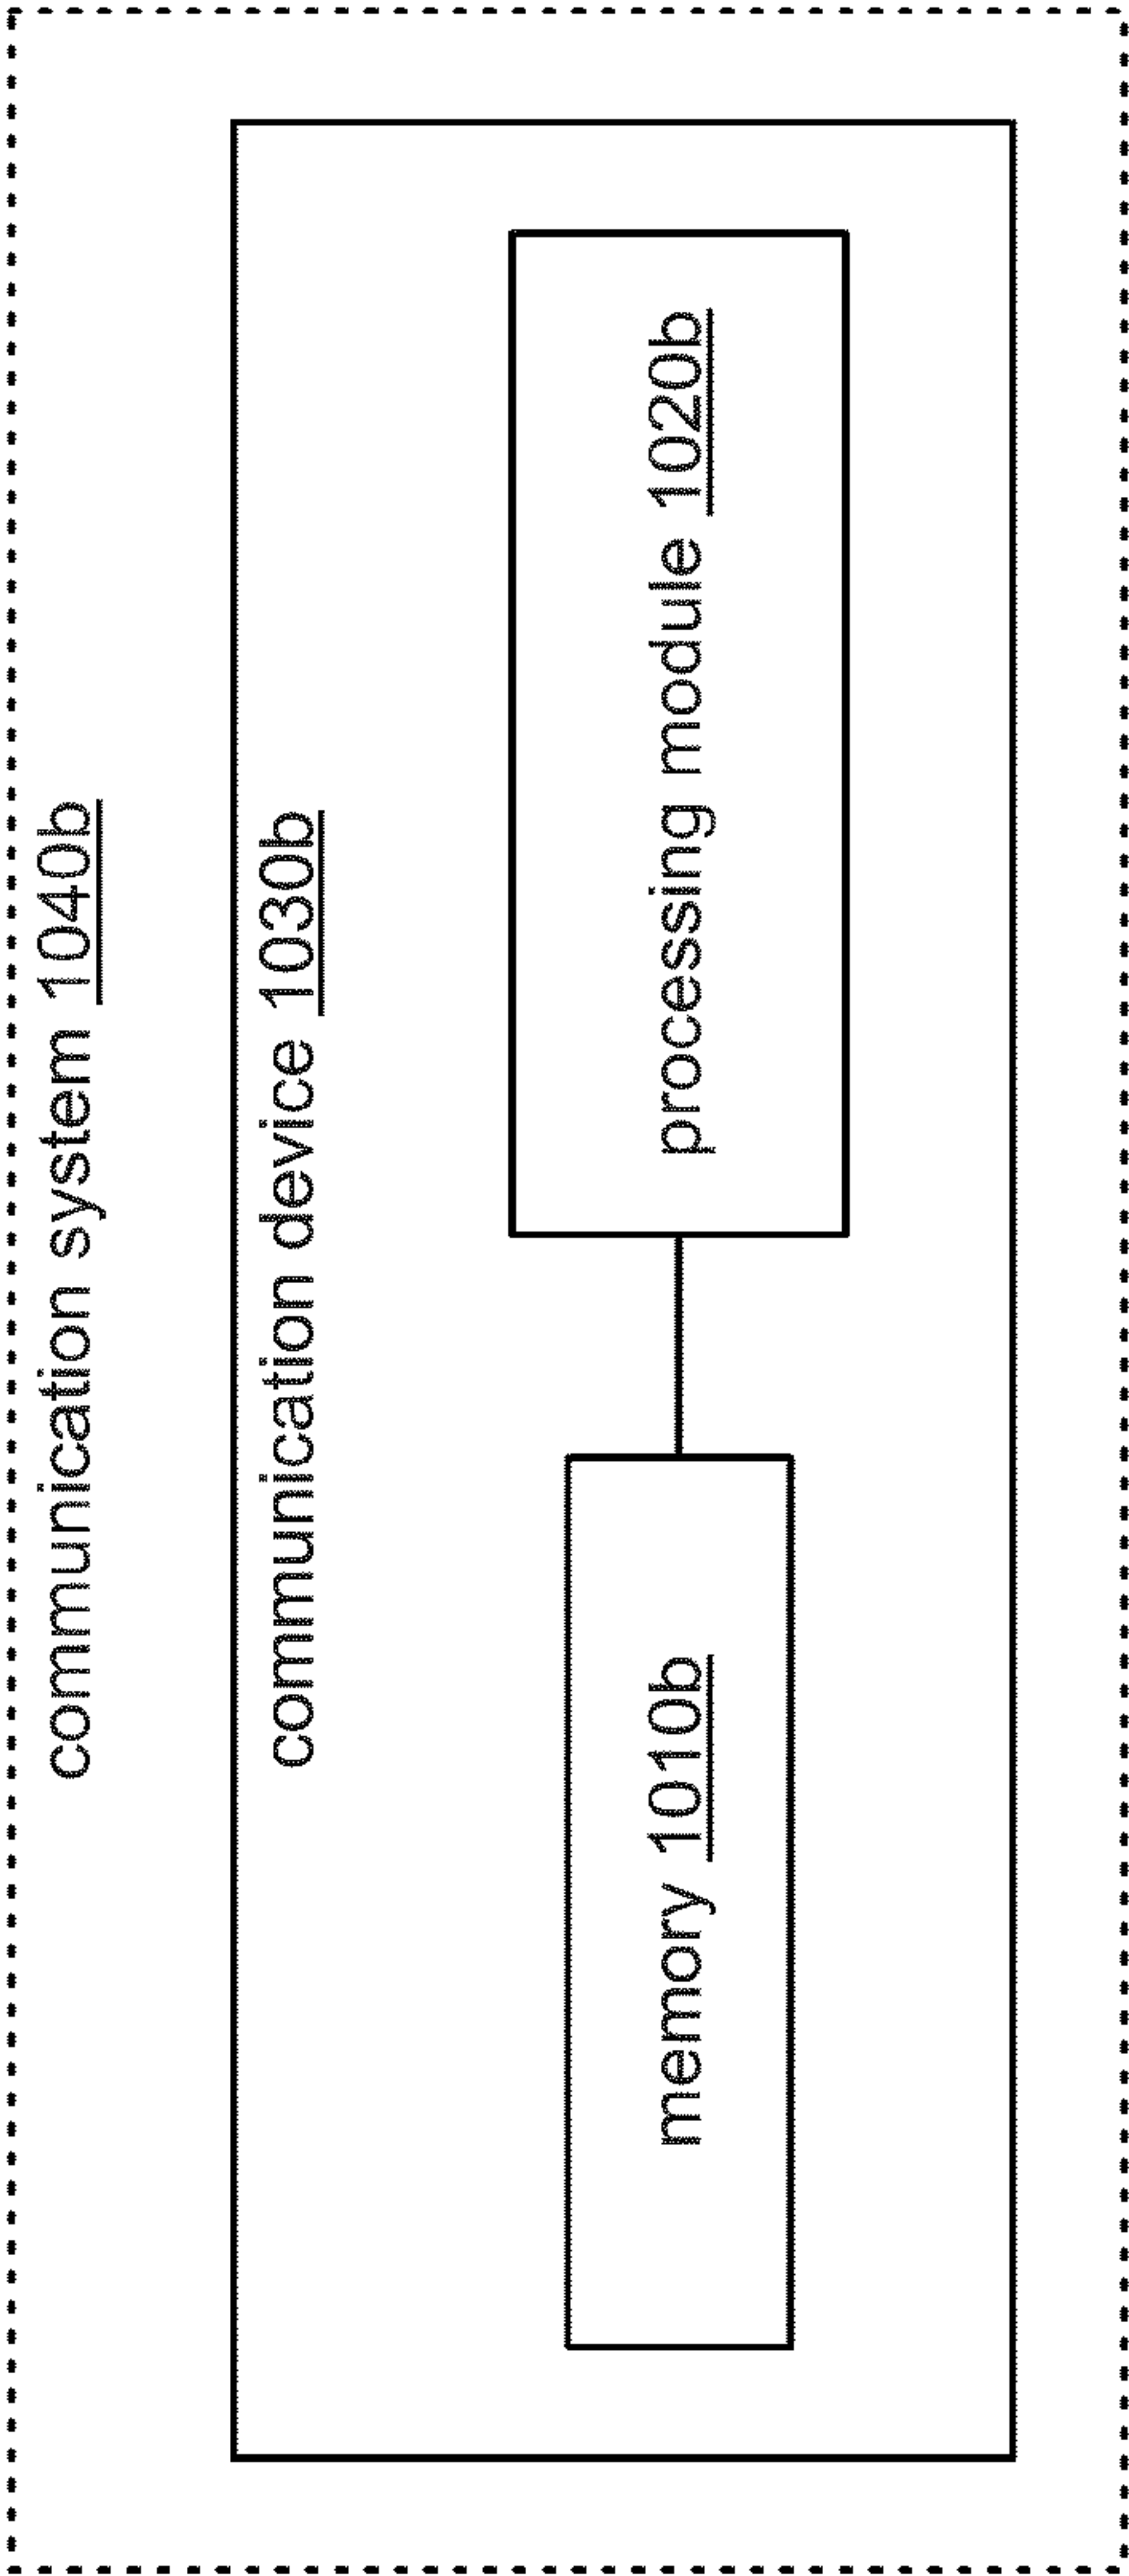 communication system 1040b
communication device 1030b
memory 1010b
processing module 1020b